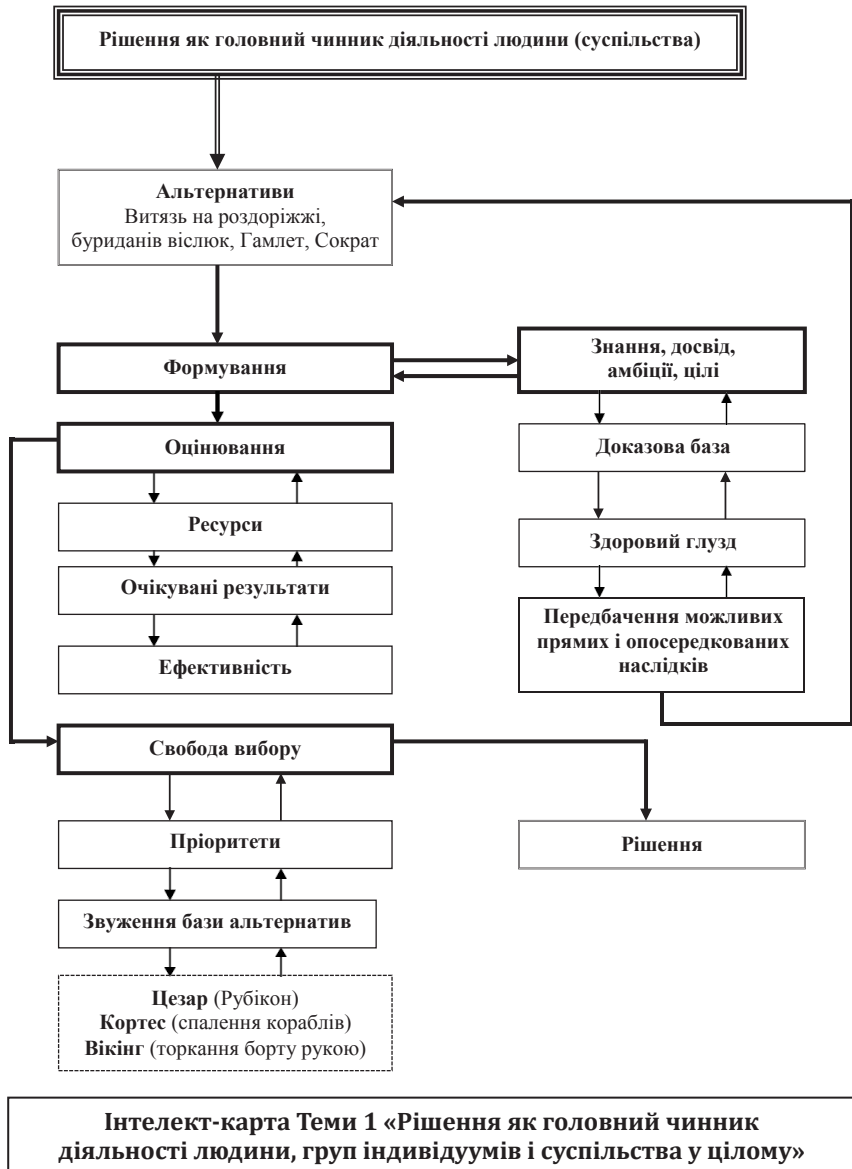 Рішення як головний чинник діяльності людини (суспільства)
Альтернативи
Витязь на роздоріжжі,
буриданів віслюк, Гамлет, Сократ
Формування
Знання, досвід,
амбіції, цілі
Оцінювання
Доказова база
Ресурси
Здоровий глузд
Очікувані результати
Передбачення можливих
прямих і опосередкованих
наслідків
Ефективність
Свобода вибору
Пріоритети
Рішення
Звуження бази альтернатив
Цезар (Рубікон)
Кортес (спалення кораблів)
Вікінг (торкання борту рукою)
Інтелект-карта Теми 1 «Рішення як головний чинник
діяльності людини, груп індивідуумів і суспільства у цілому»